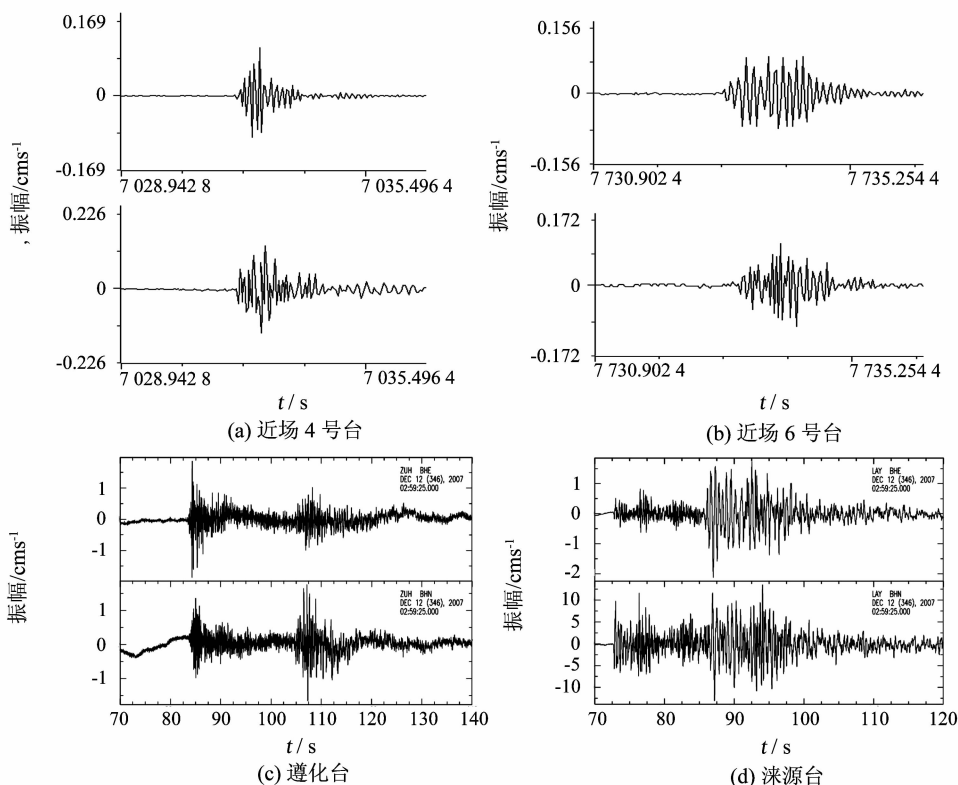 0.169
0
-0.169
7 028.942 8
7 035.496 4
0.226
0
-0.226
7 028.942 8
7 035.496 4
, 振幅/cms⁻¹
t / s
(a) 近场 4 号台
0.156
0
-0.156
7 730.902 4
7 735.254 4
0.172
0
-0.172
7 730.902 4
7 735.254 4
振幅/cms⁻¹
t / s
(b) 近场 6 号台
ZUH BHE
DEC 12 (346), 2007
02:59:25.000
1
0
-1
ZUH BHN
DEC 12 (346), 2007
02:59:25.000
1
0
-1
振幅/cms⁻¹
70 80 90 100 110 120 130 140
t / s
(c) 遵化台
LAY BHE
DEC 12 (346), 2007
02:59:25.000
1
0
-1
-2
LAY BHN
DEC 12 (346), 2007
02:59:25.000
10
5
0
-5
-10
振幅/cms⁻¹
70 80 90 100 110 120
t / s
(d) 涞源台